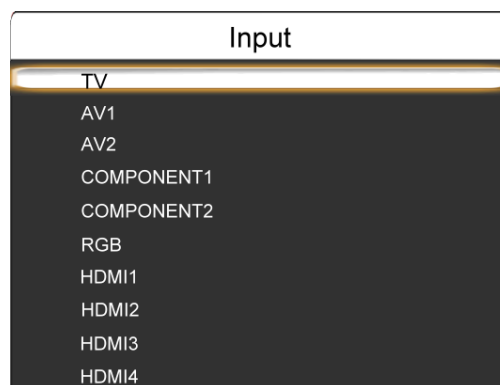 Input
TV
AV1
AV2
COMPONENT1
COMPONENT2
RGB
HDMI1
HDMI2
HDMI3
HDMI4